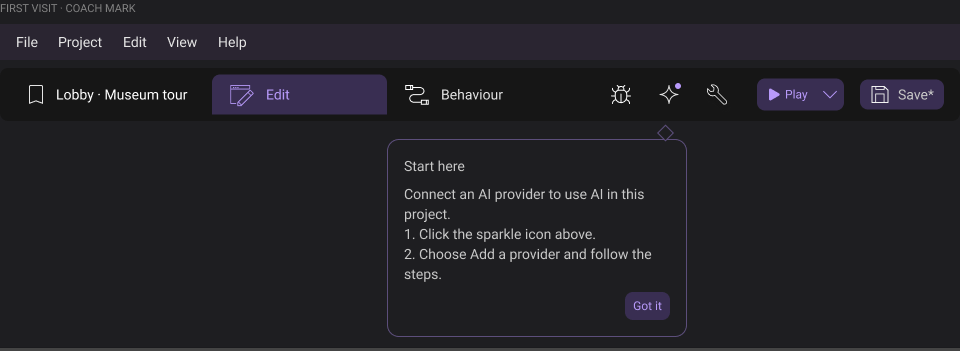 FIRST VISIT · COACH MARK
File Project Edit View Help
Lobby · Museum tour Edit Behaviour Play Save*
Start here
Connect an AI provider to use AI in this
project.
1. Click the sparkle icon above.
2. Choose Add a provider and follow the
steps.
Got it